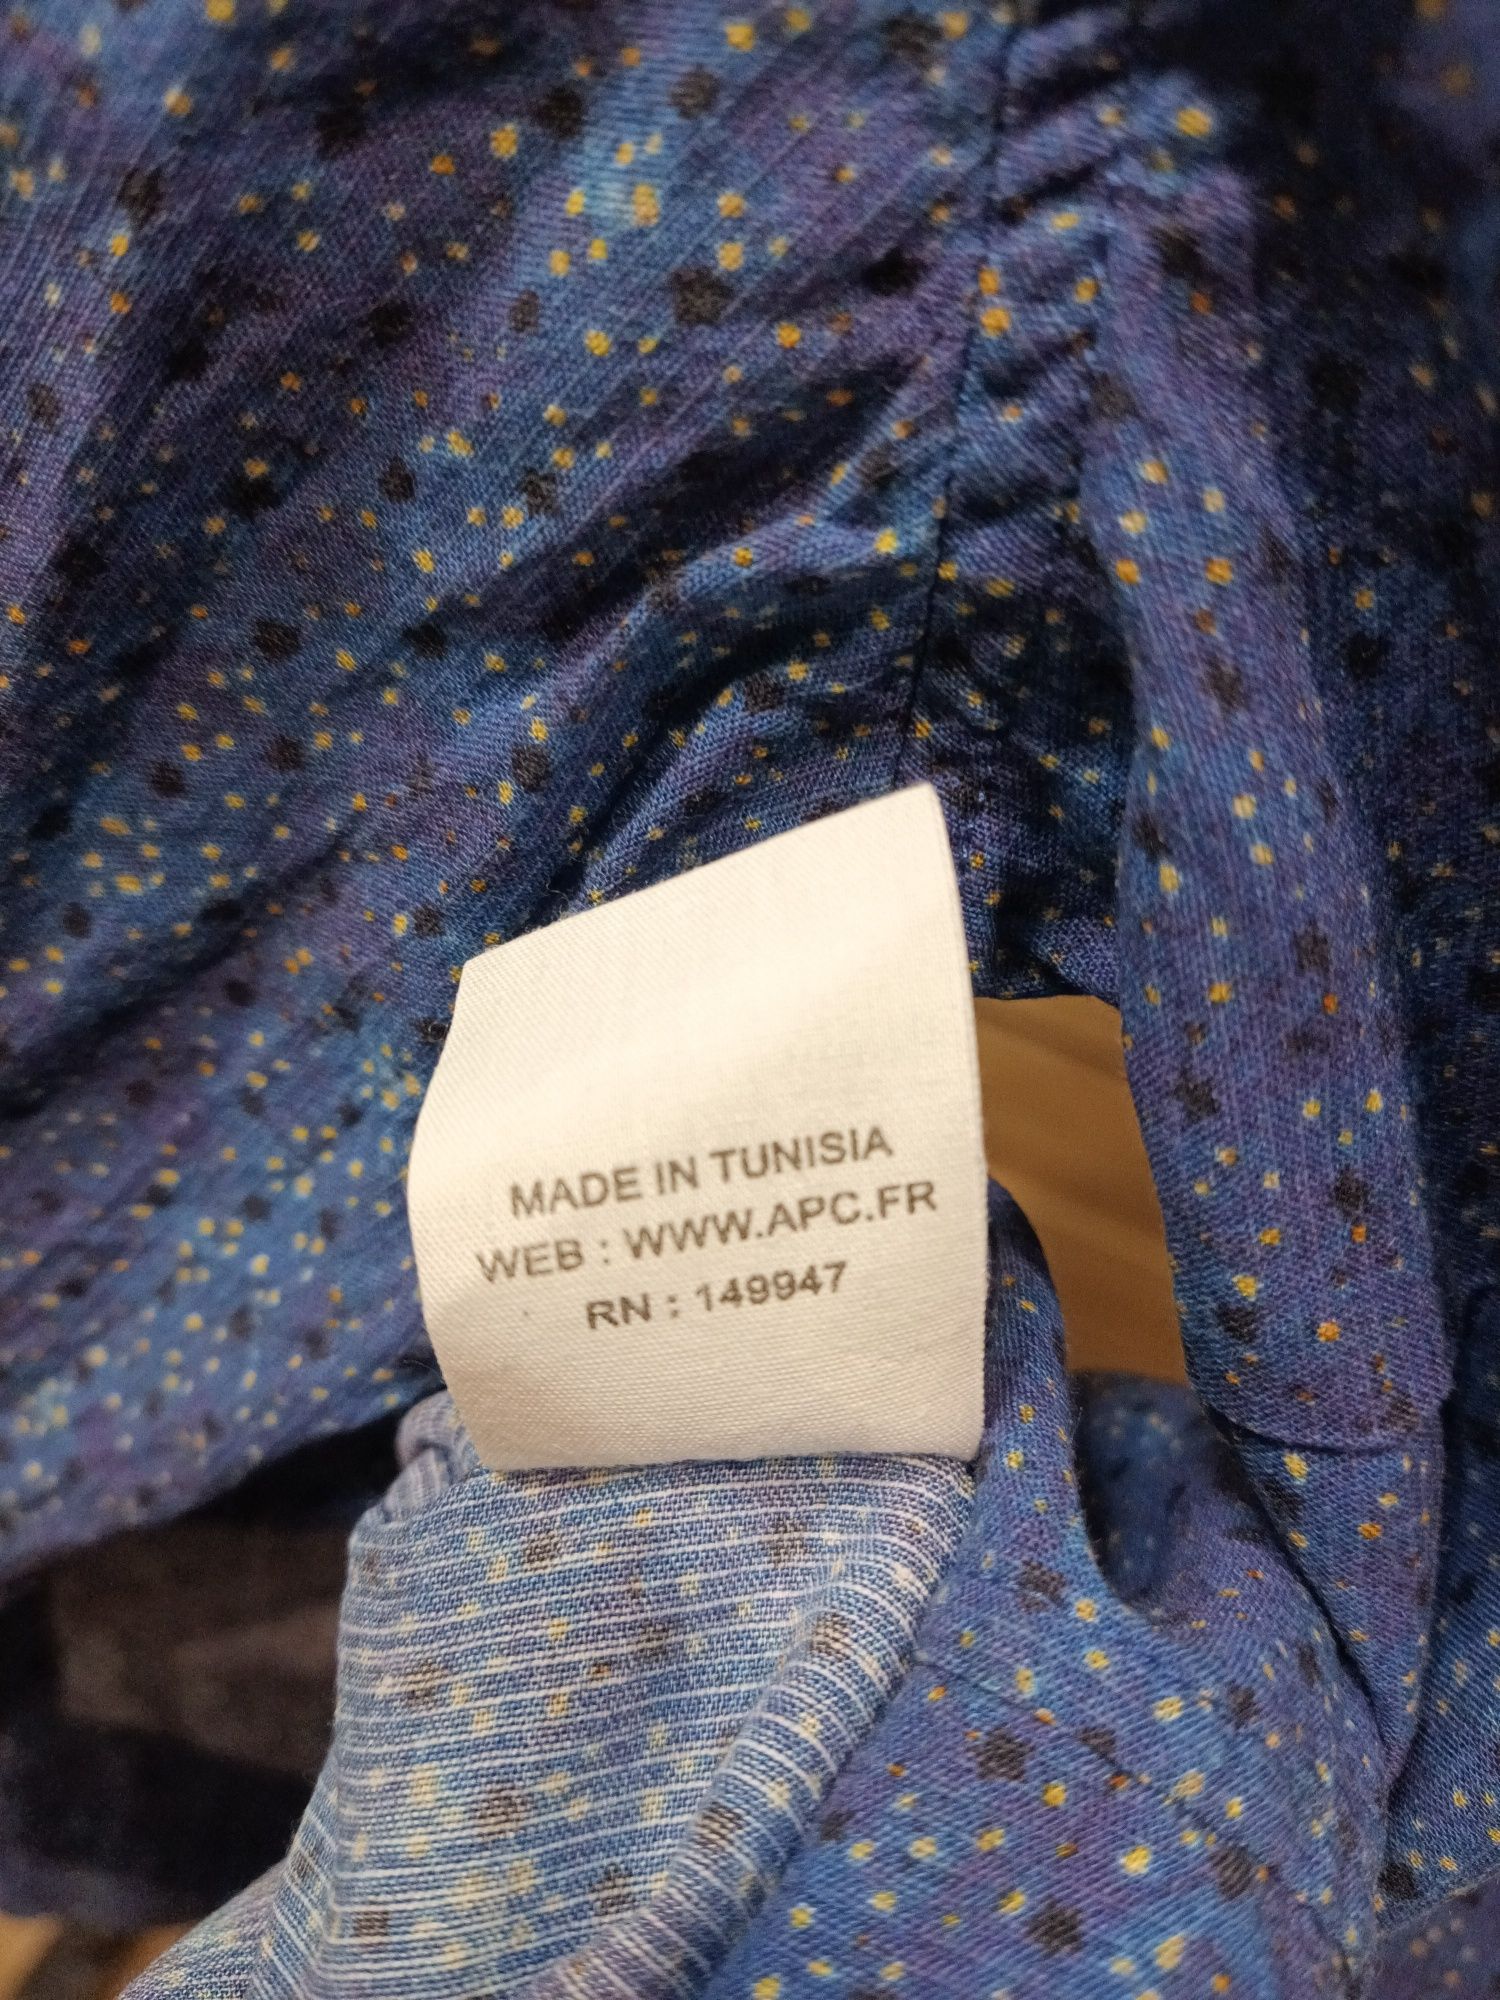 MADE IN TUNISIA
WEB : WWW.APC.FR
RN : 149947